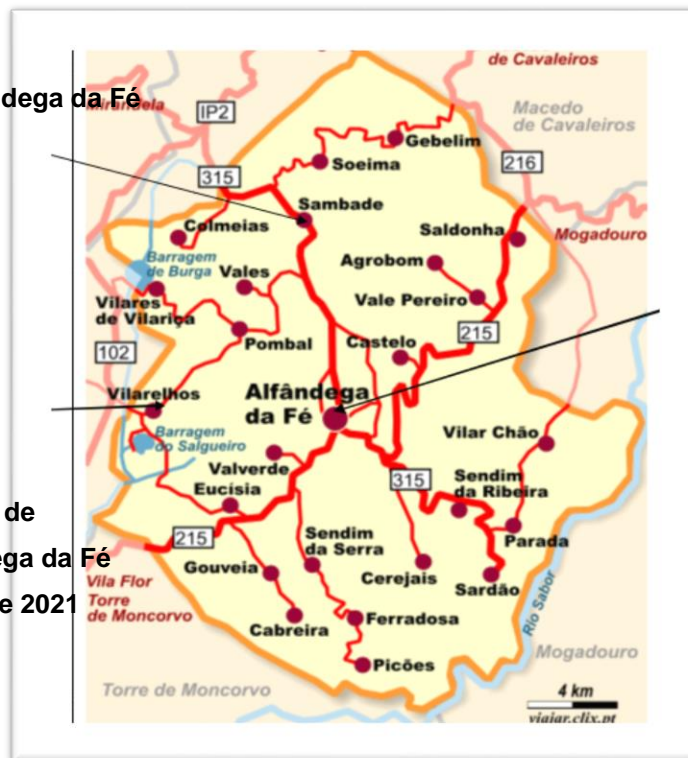 de Cavaleiros
dega da Fé
Mirandela
IP2
Macedo
de Cavaleiros
Gebelim
Soeima
216
315
Sambade
Colmeias
Saldonha
Mogadouro
Barragem
de Burga
Vales
Agrobom
Vilares
de Vilariça
Vale Pereiro
Pombal
Castelo
215
102
Vilarelhos
Alfândega
da Fé
Barragem
do Salgueiro
Vilar Chão
Valverde
315
Sendim
da Ribeira
Eucísia
de
215
Sendim
da Serra
Parada
ega da Fé
Gouveia
Cerejais
Sardão
Vila Flor
Torre
de Moncorvo
e 2021
Cabreira
Ferradosa
Rio Sabor
Picões
Mogadouro
Torre de Moncorvo
4 km
viajar.clix.pt